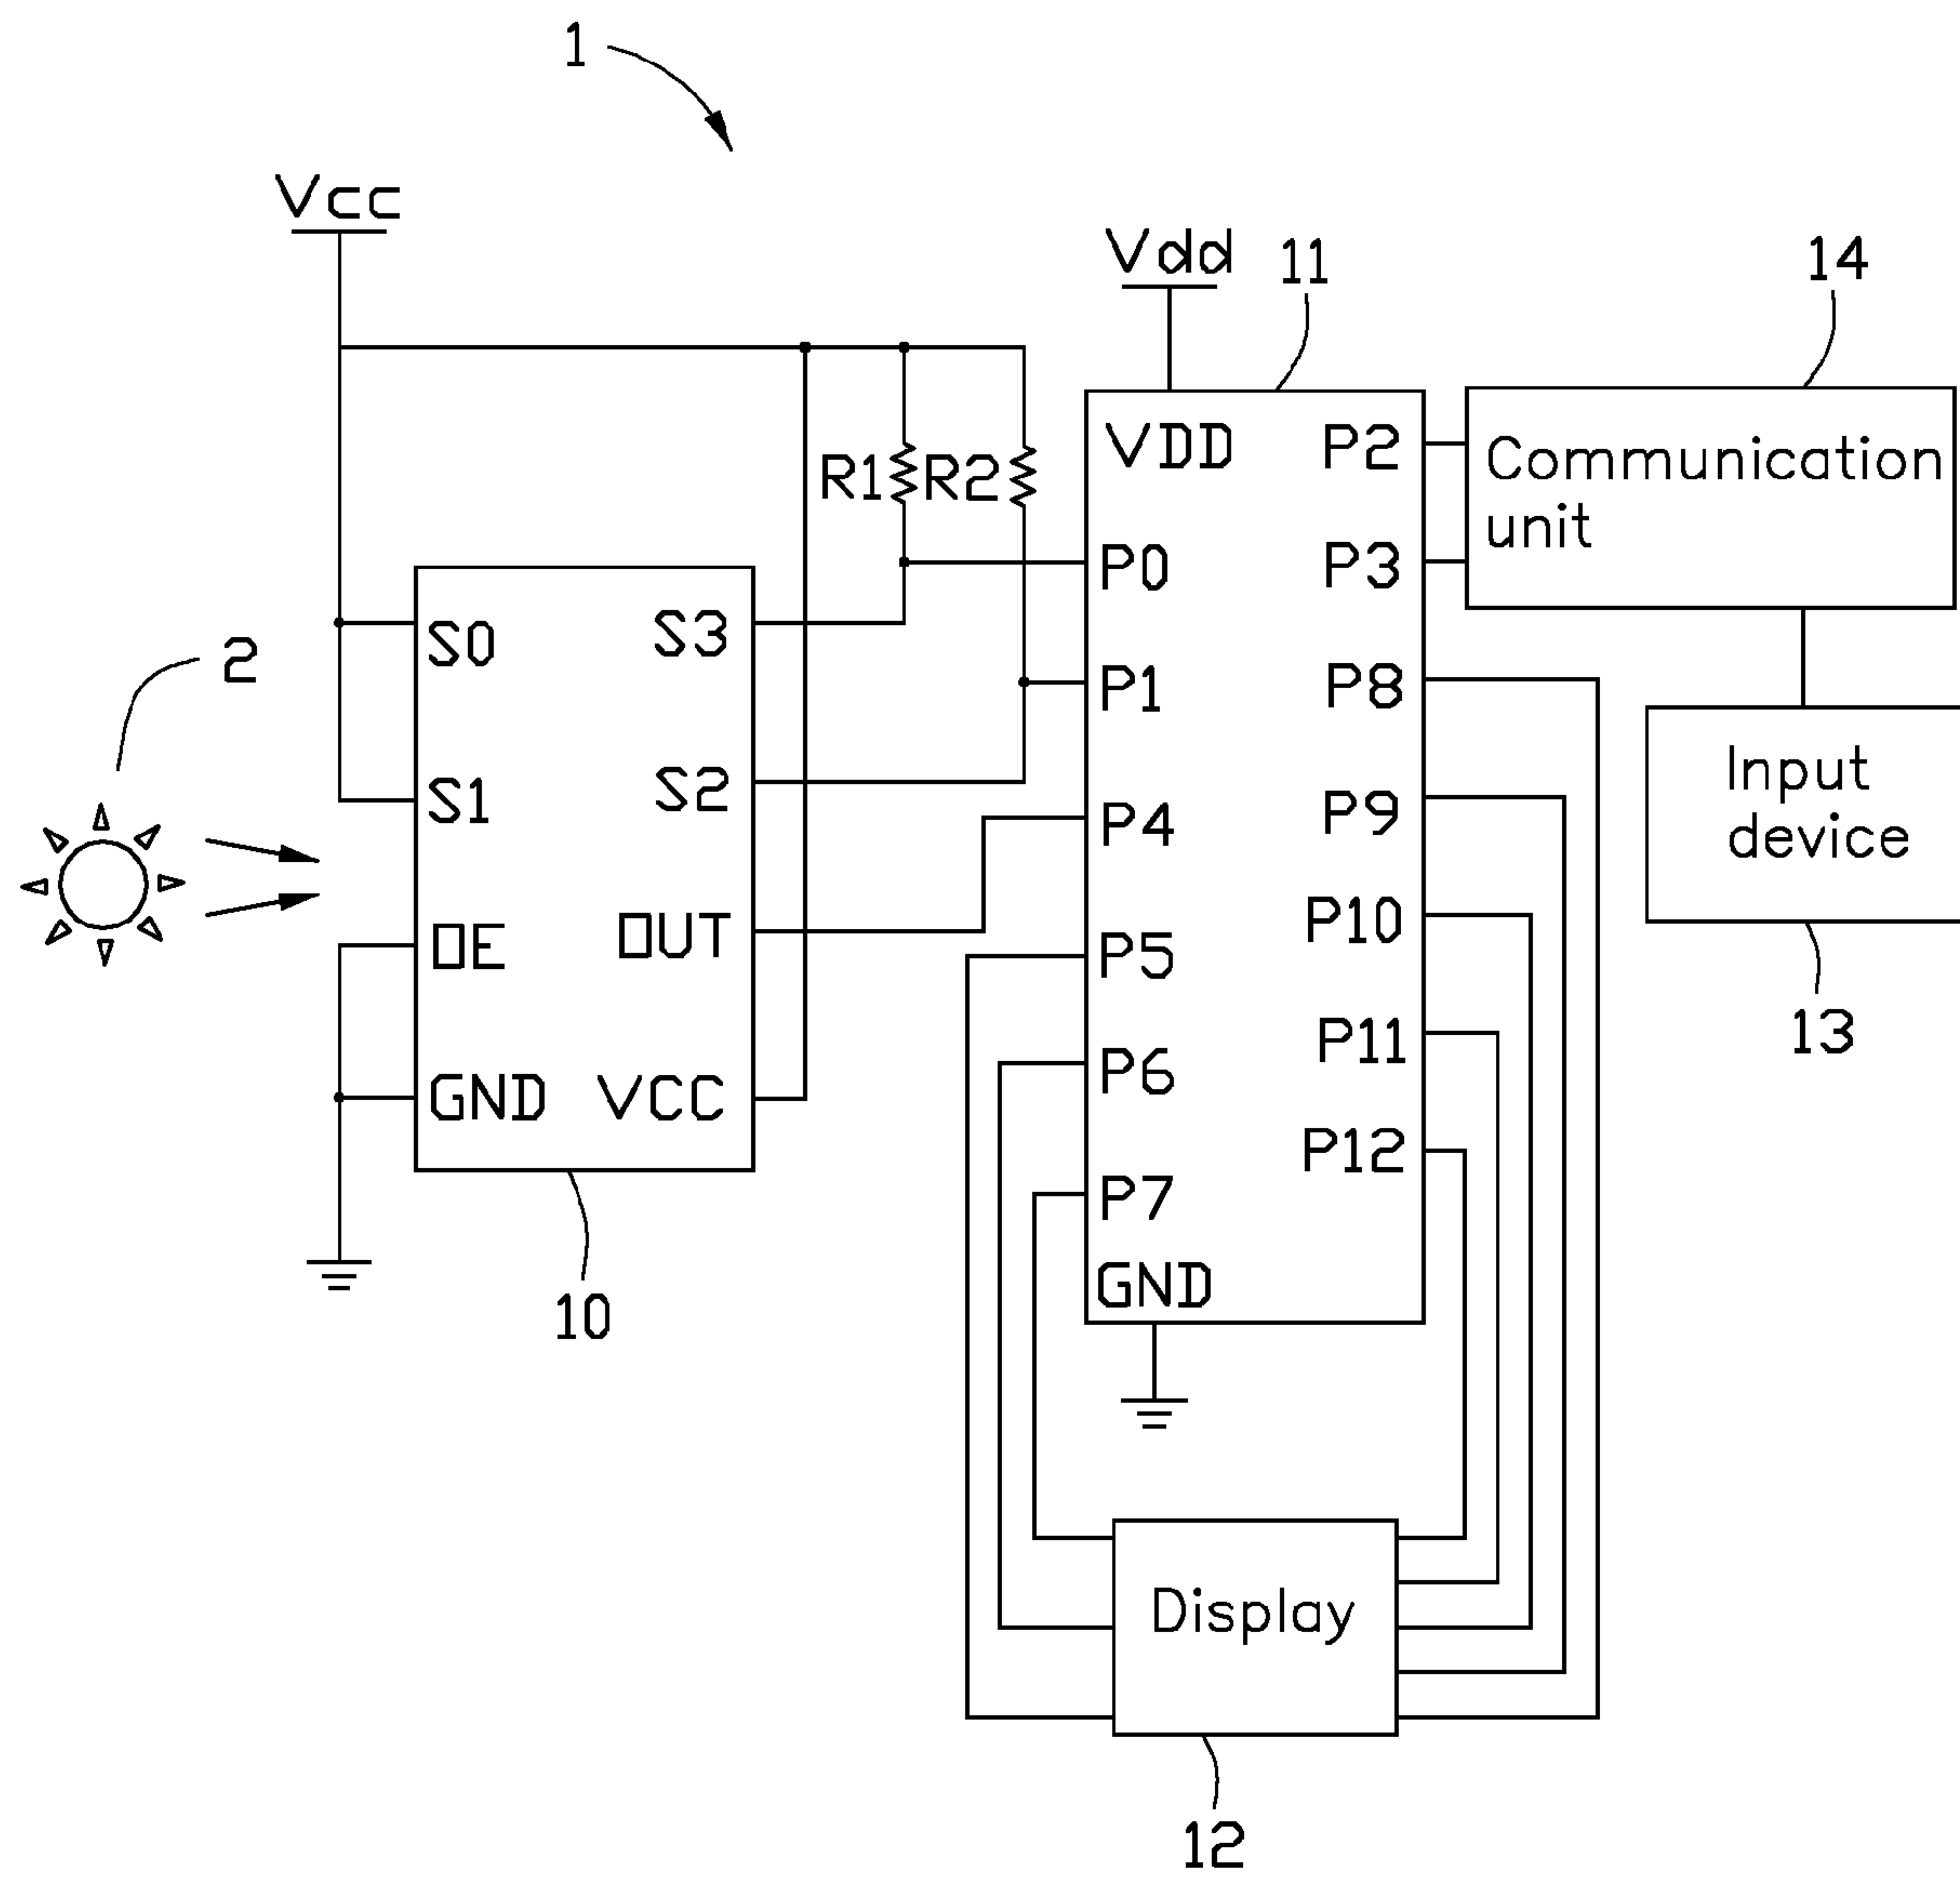 1
Vcc
Vdd
11
14
VDD
P2
Communication
unit
R1
R2
P0
P3
S0
S3
2
P1
P8
S1
S2
P4
P9
Input
device
OE
OUT
P5
P10
13
GND
VCC
P6
P11
P7
P12
GND
10
Display
12